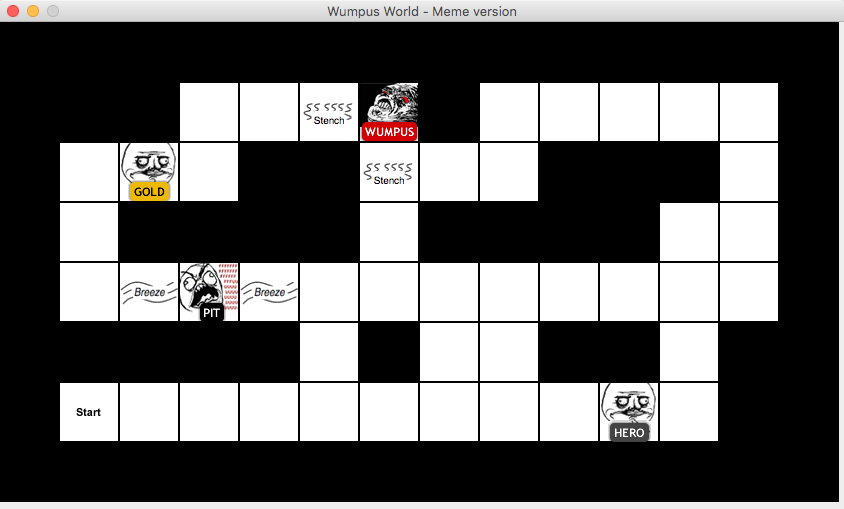 Wumpus World - Meme version
Stench
WUMPUS
GOLD
Stench
Breeze
PIT
Breeze
Start
HERO